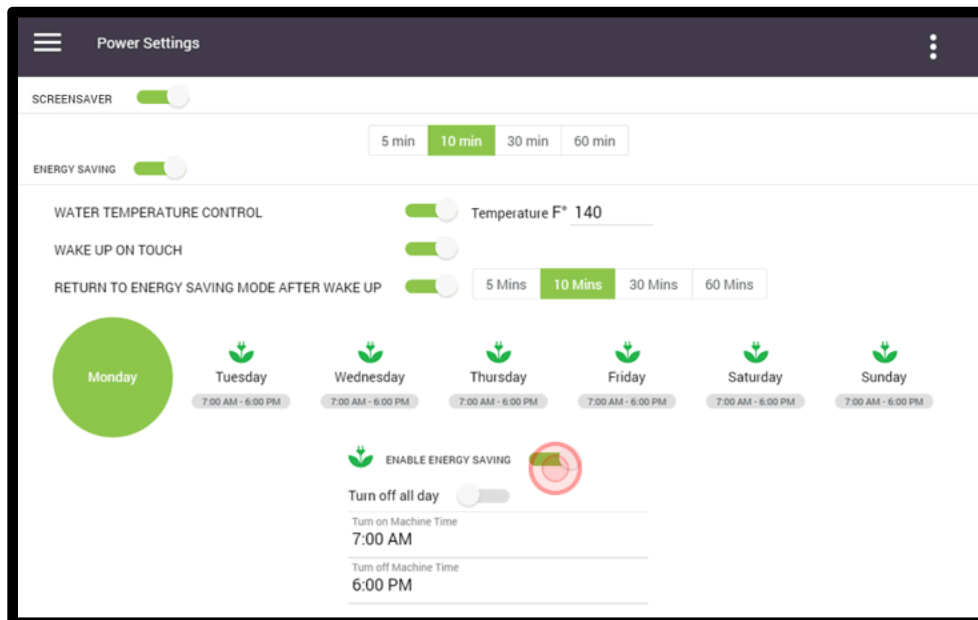 Power Settings
SCREENSAVER
5 min 10 min 30 min 60 min
ENERGY SAVING
WATER TEMPERATURE CONTROL Temperature F° 140
WAKE UP ON TOUCH
RETURN TO ENERGY SAVING MODE AFTER WAKE UP 5 Mins 10 Mins 30 Mins 60 Mins
Monday Tuesday Wednesday Thursday Friday Saturday Sunday
7:00 AM - 6:00 PM 7:00 AM - 6:00 PM 7:00 AM - 6:00 PM 7:00 AM - 6:00 PM 7:00 AM - 6:00 PM 7:00 AM - 6:00 PM
ENABLE ENERGY SAVING
Turn off all day
Turn on Machine Time
7:00 AM
Turn off Machine Time
6:00 PM